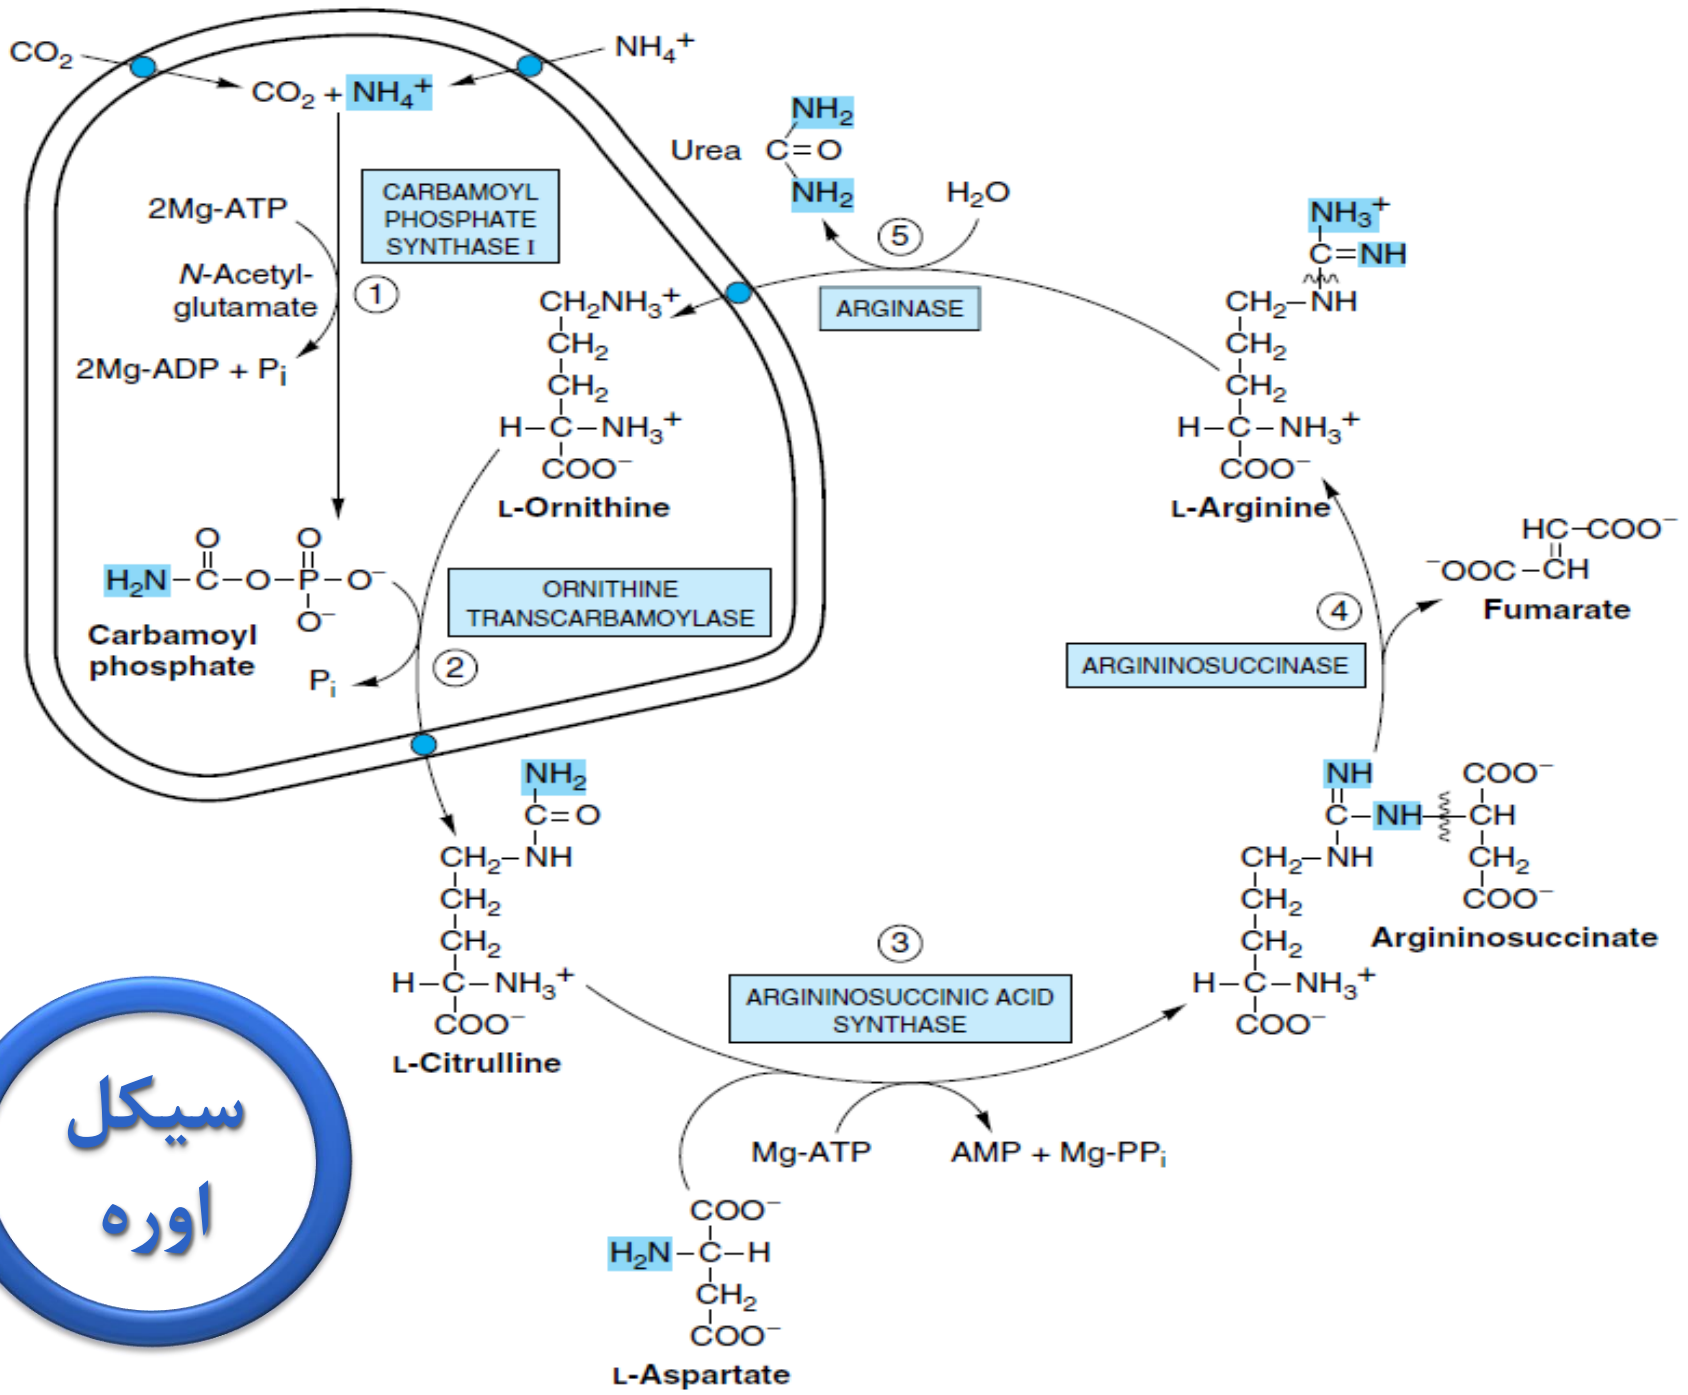 CO₂
NH₄⁺
CO₂ + NH₄⁺
2Mg-ATP
N-Acetyl-
glutamate
2Mg-ADP + Pi
CARBAMOYL
PHOSPHATE
SYNTHASE I
1
CH₂NH₃⁺
CH₂
CH₂
H–C–NH₃⁺
COO⁻
L-Ornithine
O
O
H₂N–C–O–P–O⁻
O⁻
Carbamoyl
phosphate
Pi
ORNITHINE
TRANSCARBAMOYLASE
2
NH₂
Urea C=O
NH₂
H₂O
5
ARGINASE
NH₃⁺
C=NH
CH₂–NH
CH₂
CH₂
H–C–NH₃⁺
COO⁻
L-Arginine
HC–COO⁻
⁻OOC–CH
Fumarate
4
ARGININOSUCCINASE
NH₂
C=O
CH₂–NH
CH₂
CH₂
H–C–NH₃⁺
COO⁻
L-Citrulline
3
ARGININOSUCCINIC ACID
SYNTHASE
Mg-ATP
AMP + Mg-PPi
COO⁻
H₂N–C–H
CH₂
COO⁻
L-Aspartate
NH COO⁻
C–NH–CH
CH₂–NH CH₂
CH₂ COO⁻
CH₂
Argininosuccinate
H–C–NH₃⁺
COO⁻
سیکل
اوره